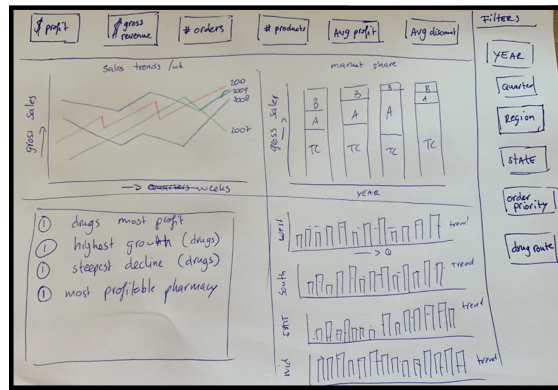 $ profit
$ gross revenue
# orders
# products
Avg profit
Avg discount
Filters
YEAR
Quarter
Region
STATE
order priority
drug route
Sales trends /wk
gross sales
2010
2009
2008
2007
Quarters weeks
market share
gross sales
B
A
TC
B
A
TC
B
A
TC
B
A
TC
YEAR
1 drugs most profit
1 highest growth (drugs)
1 steepest decline (drugs)
1 most profitable pharmacy
West
trend
Q
South
trend
EAST
trend
Mid
trend